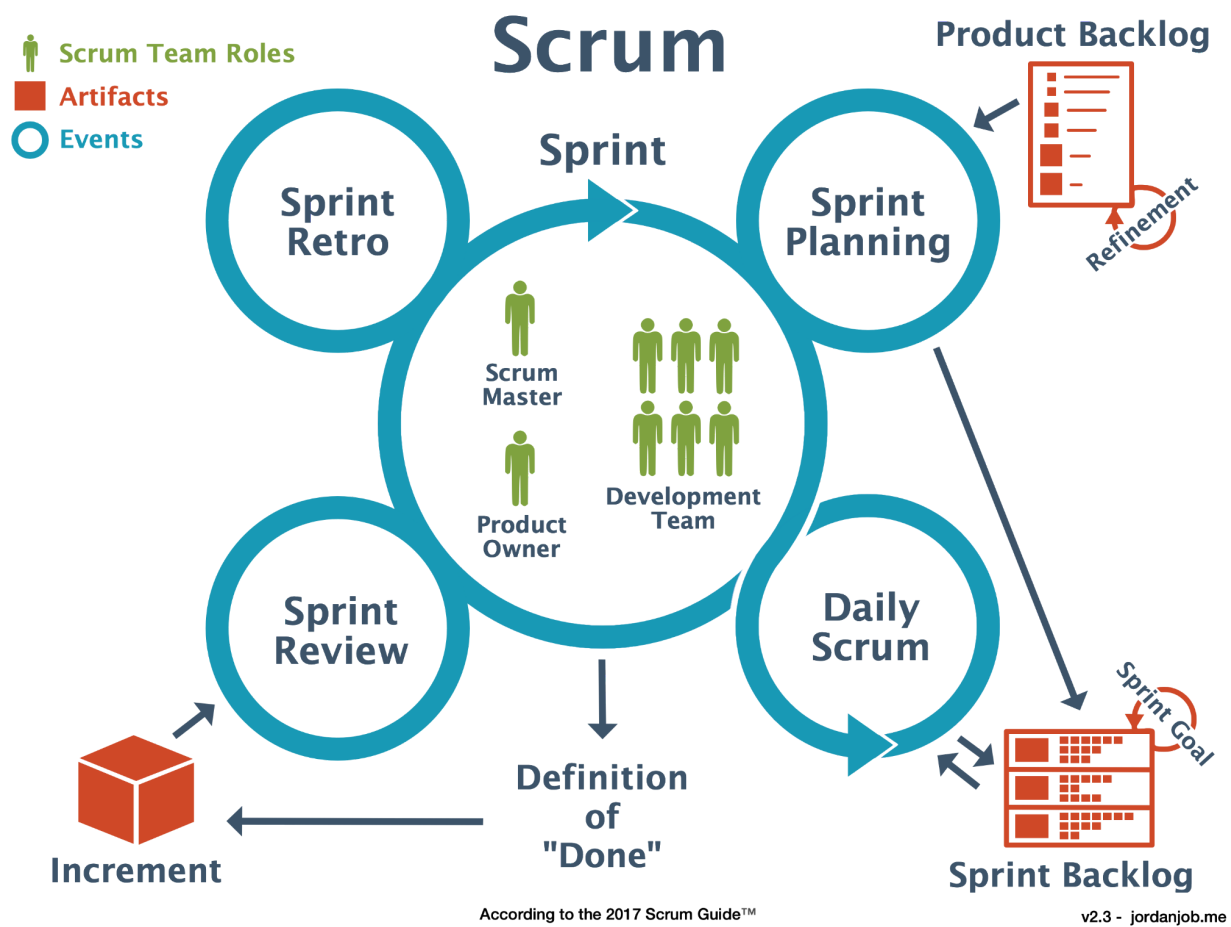 Scrum
Scrum Team Roles
Artifacts
Events
Product Backlog
Refinement
Sprint
Sprint
Retro
Sprint
Planning
Scrum
Master
Product
Owner
Development
Team
Sprint
Review
Daily
Scrum
Sprint Goal
Sprint Backlog
Definition
of
"Done"
Increment
According to the 2017 Scrum Guide™
v2.3 - jordanjob.me